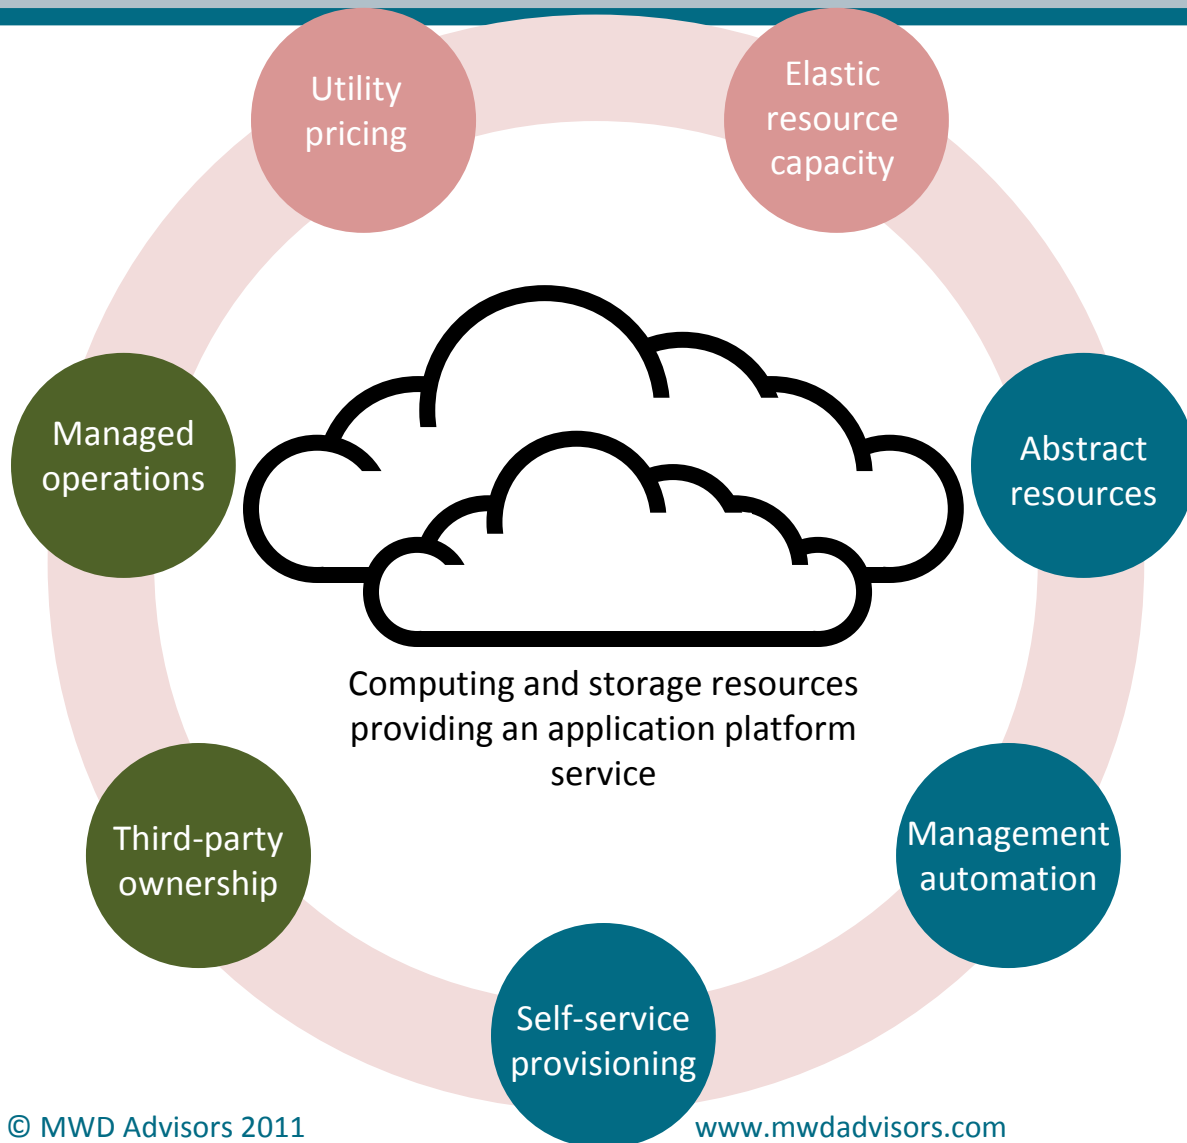 Utility
pricing
Elastic
resource
capacity
Managed
operations
Abstract
resources
Computing and storage resources
providing an application platform
service
Third-party
ownership
Management
automation
Self-service
provisioning
© MWD Advisors 2011
www.mwdadvisors.com